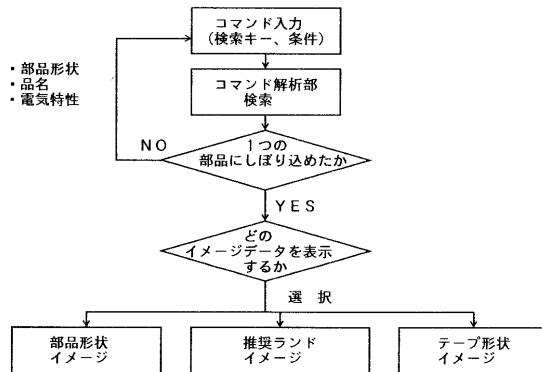 コマンド入力
（検索キー、条件）
・部品形状
・品名
・電気特性
コマンド解析部
検索
NO
1つの
部品にしぼり込めたか
YES
どの
イメージデータを表示
するか
選 択
部品形状
イメージ
推奨ランド
イメージ
テープ形状
イメージ